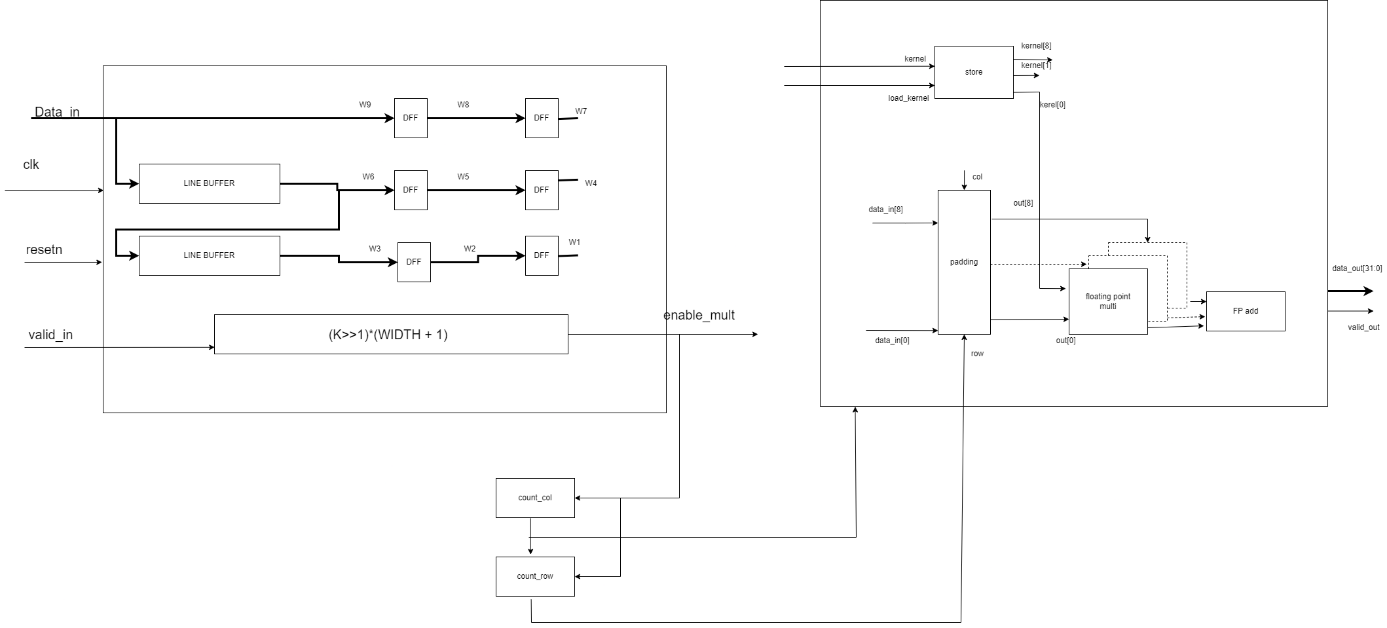 Data_in
clk
resetn
valid_in
W9
DFF
W8
DFF
W7
LINE BUFFER
W6
DFF
W5
DFF
W4
LINE BUFFER
W3
DFF
W2
DFF
W1
(K>>1)*(WIDTH + 1)
enable_mult
count_col
count_row
kernel
load_kernel
store
kernel[8]
kernel[1]
kerel[0]
col
data_in[8]
out[8]
padding
floating point
multi
FP add
data_in[0]
out[0]
row
data_out[31:0]
valid_out